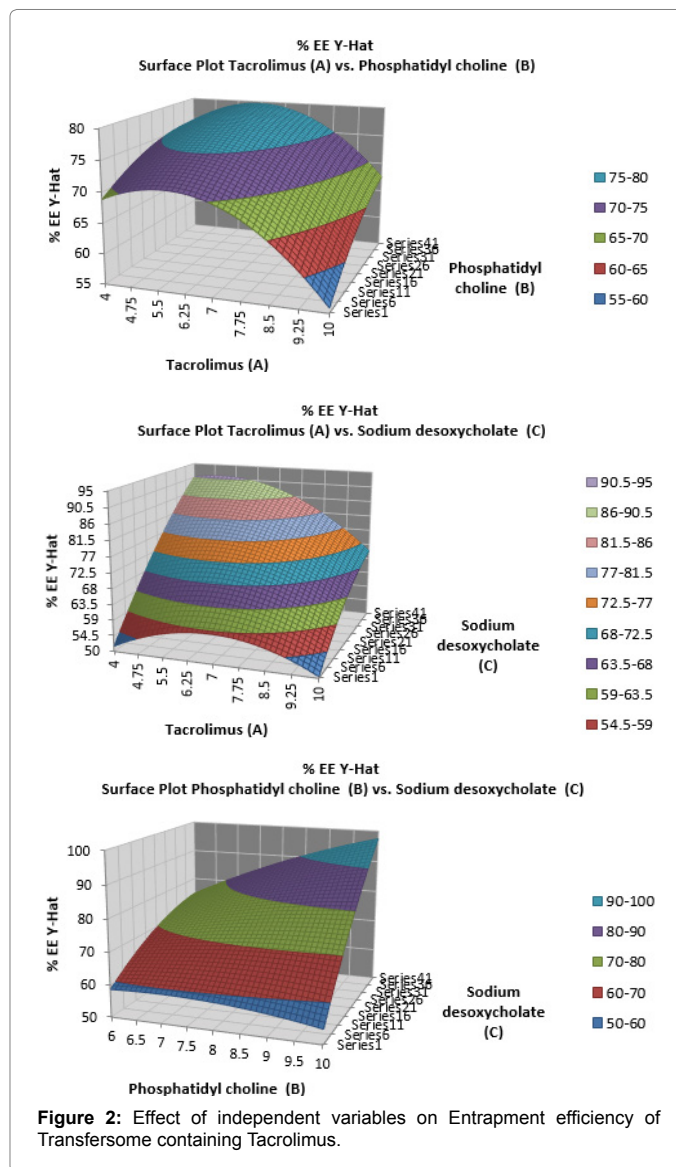 % EE Y-Hat
Surface Plot Tacrolimus (A) vs. Phosphatidyl choline (B)
80
75
70
65
60
55
% EE Y-Hat
4
4.75
5.5
6.25
7
7.75
8.5
9.25
10
Tacrolimus (A)
Series41
Series36
Series31
Series26
Series21
Series16
Series11
Series6
Series1
Phosphatidyl
choline (B)
75-80
70-75
65-70
60-65
55-60
% EE Y-Hat
Surface Plot Tacrolimus (A) vs. Sodium desoxycholate (C)
95
90.5
86
81.5
77
72.5
68
63.5
59
54.5
50
% EE Y-Hat
4
4.75
5.5
6.25
7
7.75
8.5
9.25
10
Tacrolimus (A)
Series41
Series36
Series31
Series26
Series21
Series16
Series11
Series6
Series1
Sodium
desoxycholate
(C)
90.5-95
86-90.5
81.5-86
77-81.5
72.5-77
68-72.5
63.5-68
59-63.5
54.5-59
% EE Y-Hat
Surface Plot Phosphatidyl choline (B) vs. Sodium desoxycholate (C)
100
90
80
70
60
50
% EE Y-Hat
6
6.5
7
7.5
8
8.5
9
9.5
10
Phosphatidyl choline (B)
Series41
Series36
Series31
Series26
Series21
Series16
Series11
Series6
Series1
Sodium
desoxycholate
(C)
90-100
80-90
70-80
60-70
50-60
Figure 2: Effect of independent variables on Entrapment efficiency of
Transfersome containing Tacrolimus.